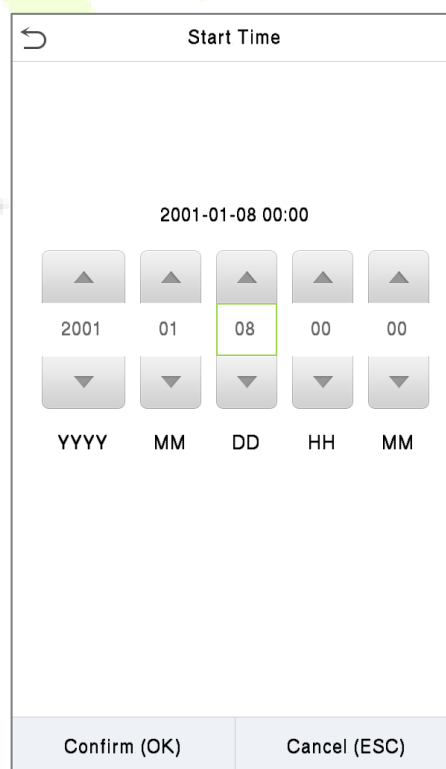 Start Time
2001-01-08 00:00
2001 01 08 00 00
YYYY MM DD HH MM
Confirm (OK) Cancel (ESC)